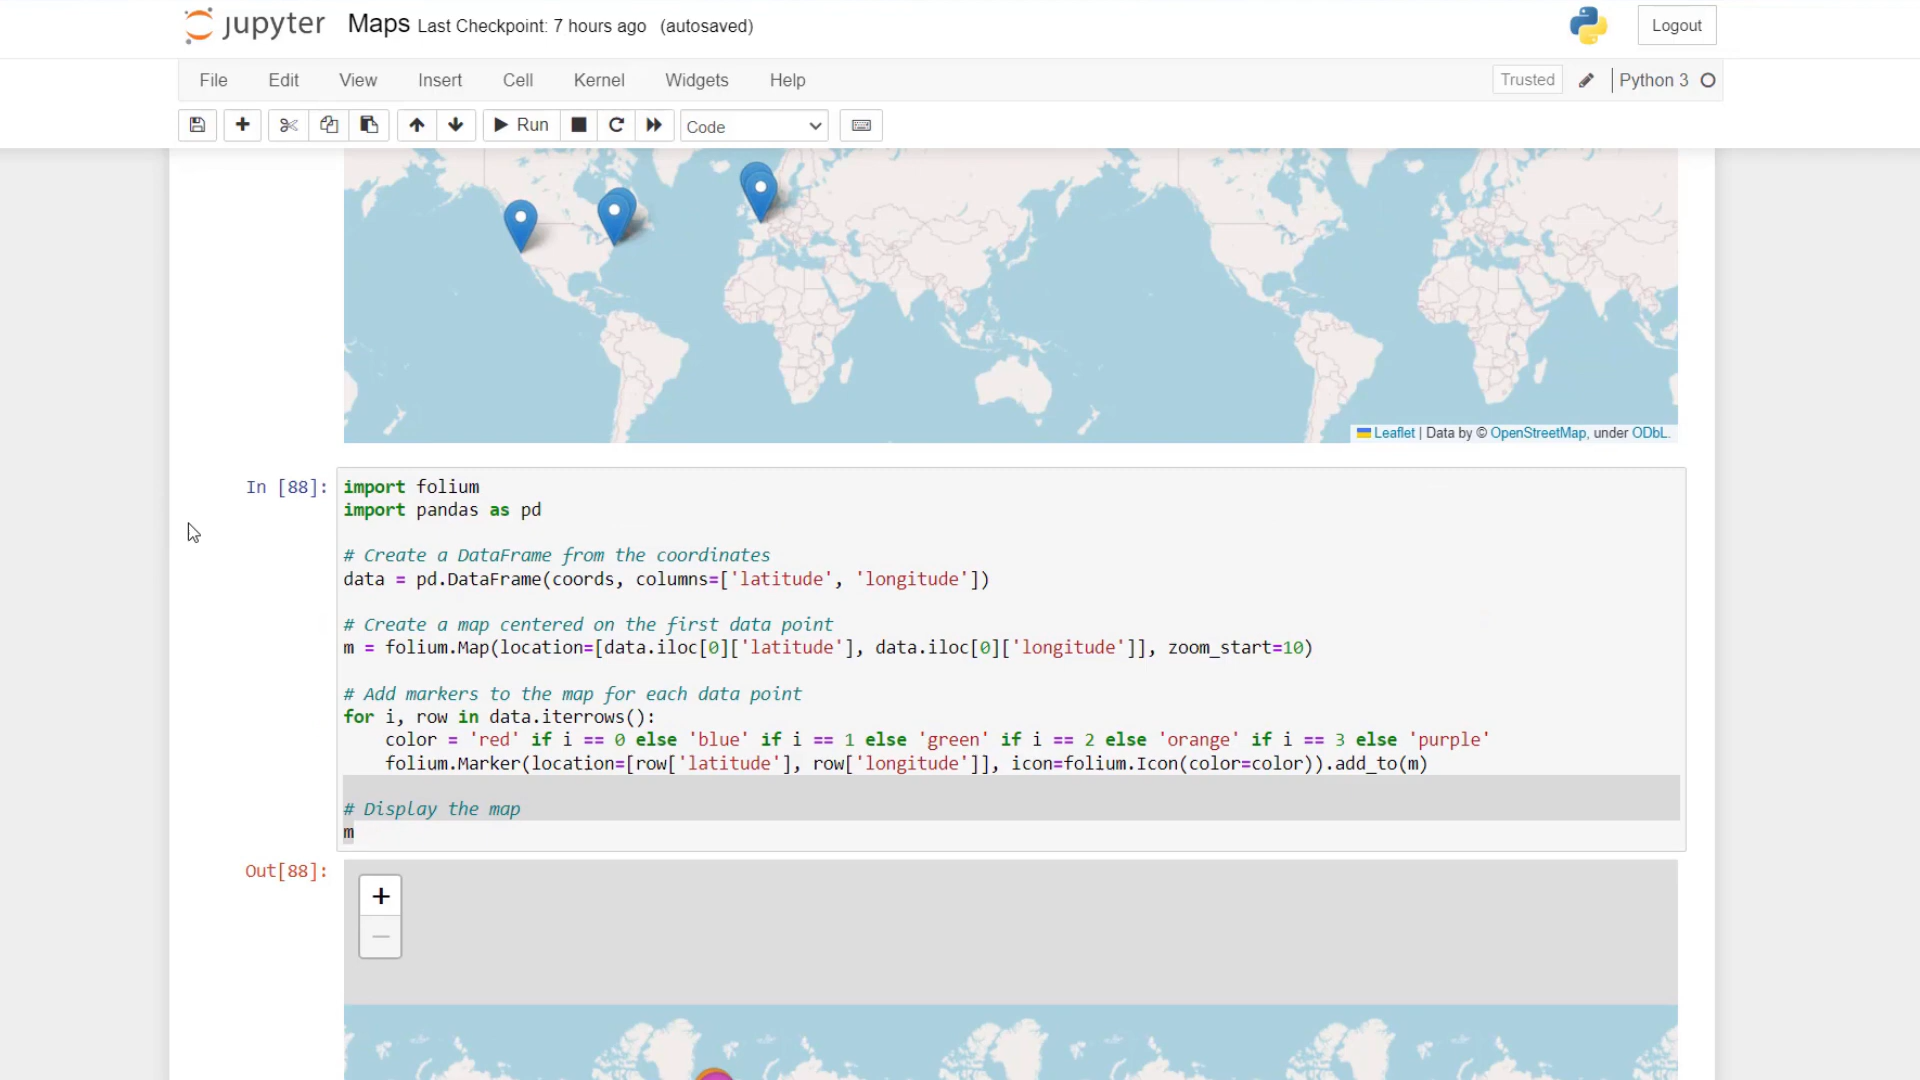 jupyter Maps Last Checkpoint: 7 hours ago (autosaved)
Logout
File Edit View Insert Cell Kernel Widgets Help
Trusted Python 3
Run Code
Leaflet | Data by © OpenStreetMap, under ODbL.
In [88]:
import folium
import pandas as pd
# Create a DataFrame from the coordinates
data = pd.DataFrame(coords, columns=['latitude', 'longitude'])
# Create a map centered on the first data point
m = folium.Map(location=[data.iloc[0]['latitude'], data.iloc[0]['longitude']], zoom_start=10)
# Add markers to the map for each data point
for i, row in data.iterrows():
    color = 'red' if i == 0 else 'blue' if i == 1 else 'green' if i == 2 else 'orange' if i == 3 else 'purple'
    folium.Marker(location=[row['latitude'], row['longitude']], icon=folium.Icon(color=color)).add_to(m)
# Display the map
m
Out[88]:
+
−